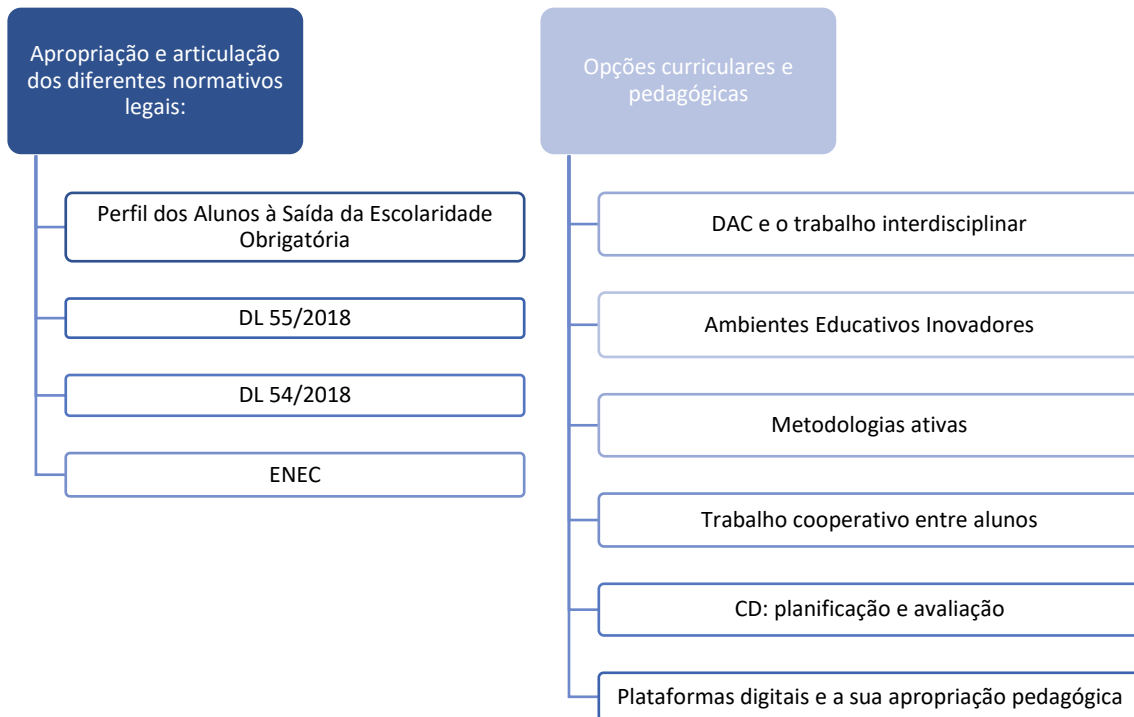 Apropriação e articulação
dos diferentes normativos
legais:
Perfil dos Alunos à Saída da Escolaridade
Obrigatória
DL 55/2018
DL 54/2018
ENEC
Opções curriculares e
pedagógicas
DAC e o trabalho interdisciplinar
Ambientes Educativos Inovadores
Metodologias ativas
Trabalho cooperativo entre alunos
CD: planificação e avaliação
Plataformas digitais e a sua apropriação pedagógica